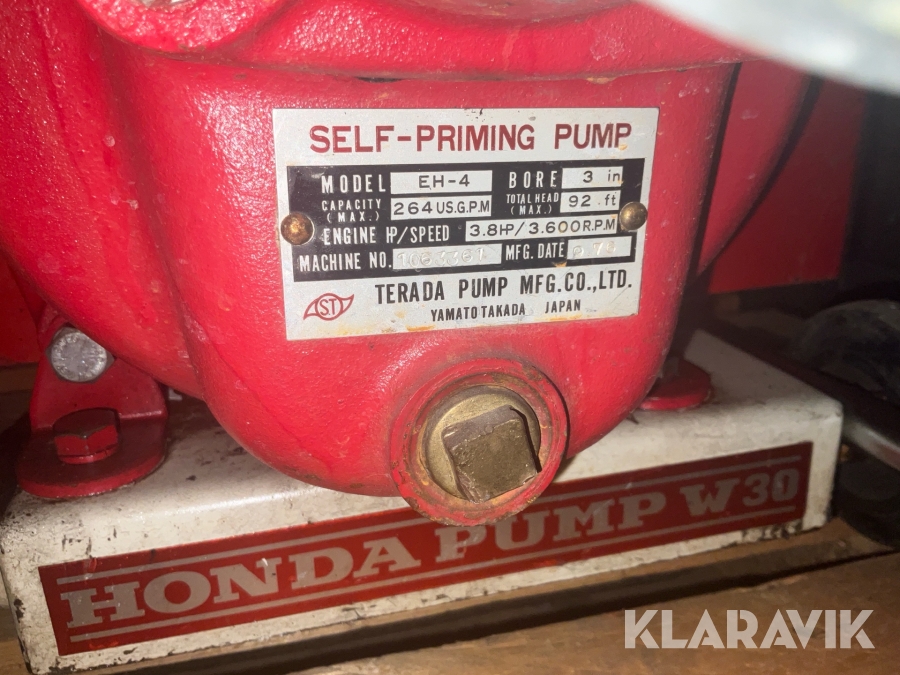 SELF-PRIMING PUMP
MODEL EH-4 BORE 3 in
CAPACITY (MAX.) 264 US.G.P.M TOTAL HEAD (MAX.) 92 ft
ENGINE HP/SPEED 3.8HP/3.600R.P.M
MACHINE NO. MFG. DATE
TERADA PUMP MFG.CO.,LTD.
ST
YAMATOTAKADA JAPAN
HONDA PUMP W30
KLARAVIK